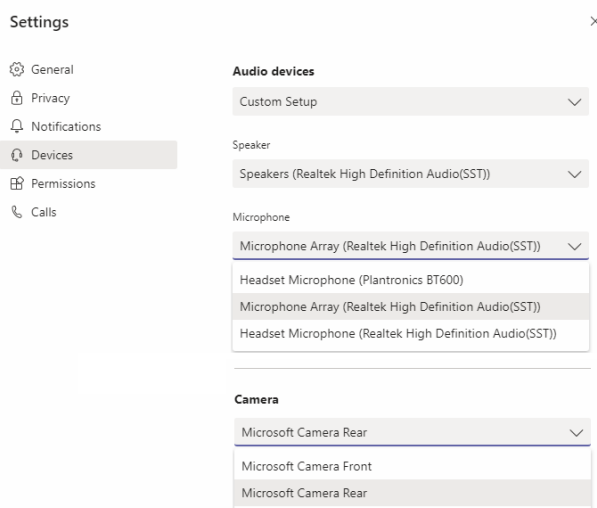 Settings
General
Privacy
Notifications
Devices
Permissions
Calls
Audio devices
Custom Setup
Speaker
Speakers (Realtek High Definition Audio(SST))
Microphone
Microphone Array (Realtek High Definition Audio(SST))
Headset Microphone (Plantronics BT600)
Microphone Array (Realtek High Definition Audio(SST))
Headset Microphone (Realtek High Definition Audio(SST))
Camera
Microsoft Camera Rear
Microsoft Camera Front
Microsoft Camera Rear